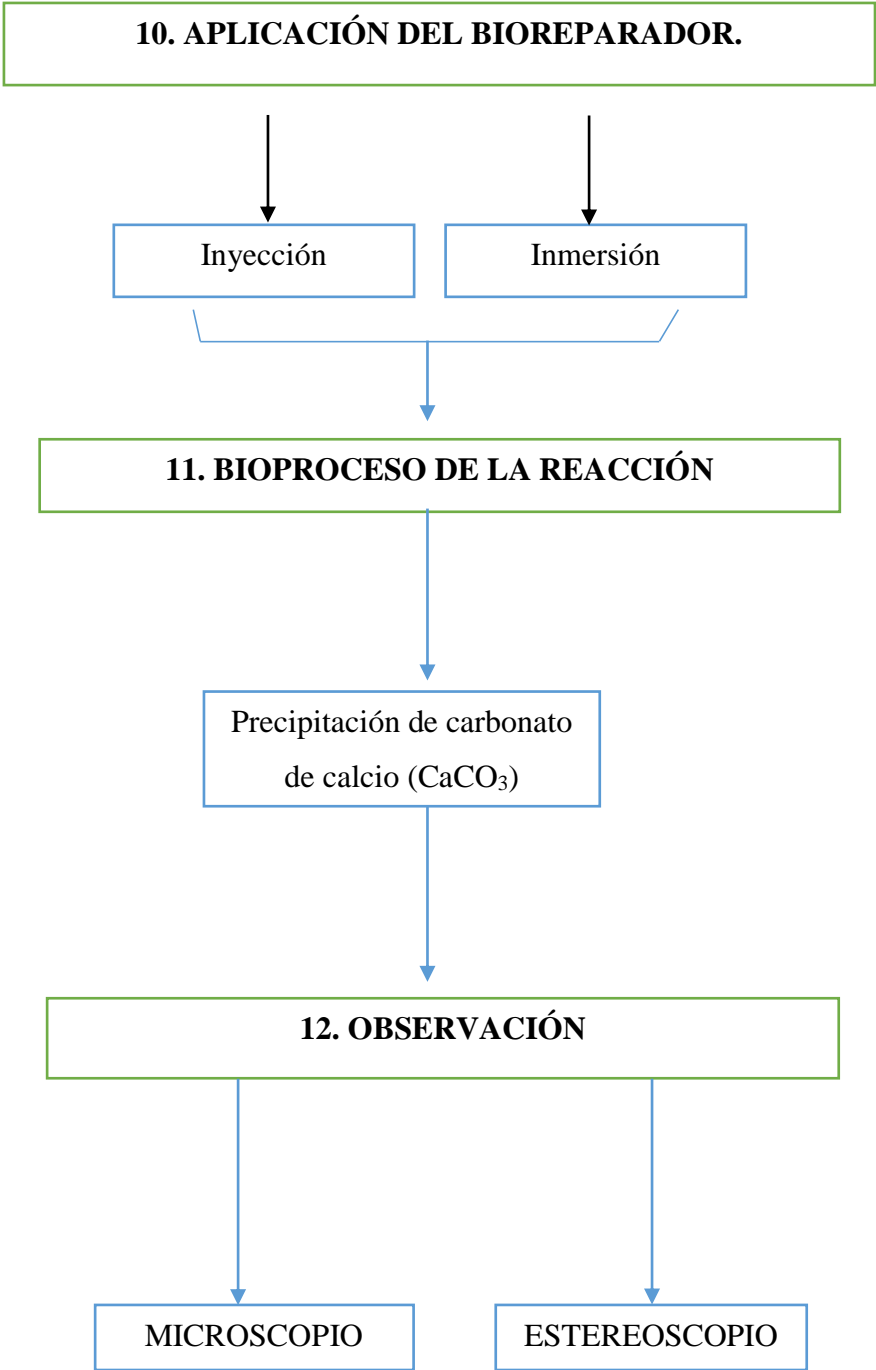 10. APLICACIÓN DEL BIOREPARADOR.
Inyección
Inmersión
11. BIOPROCESO DE LA REACCIÓN
Precipitación de carbonato
de calcio (CaCO₃)
12. OBSERVACIÓN
MICROSCOPIO
ESTEREOSCOPIO